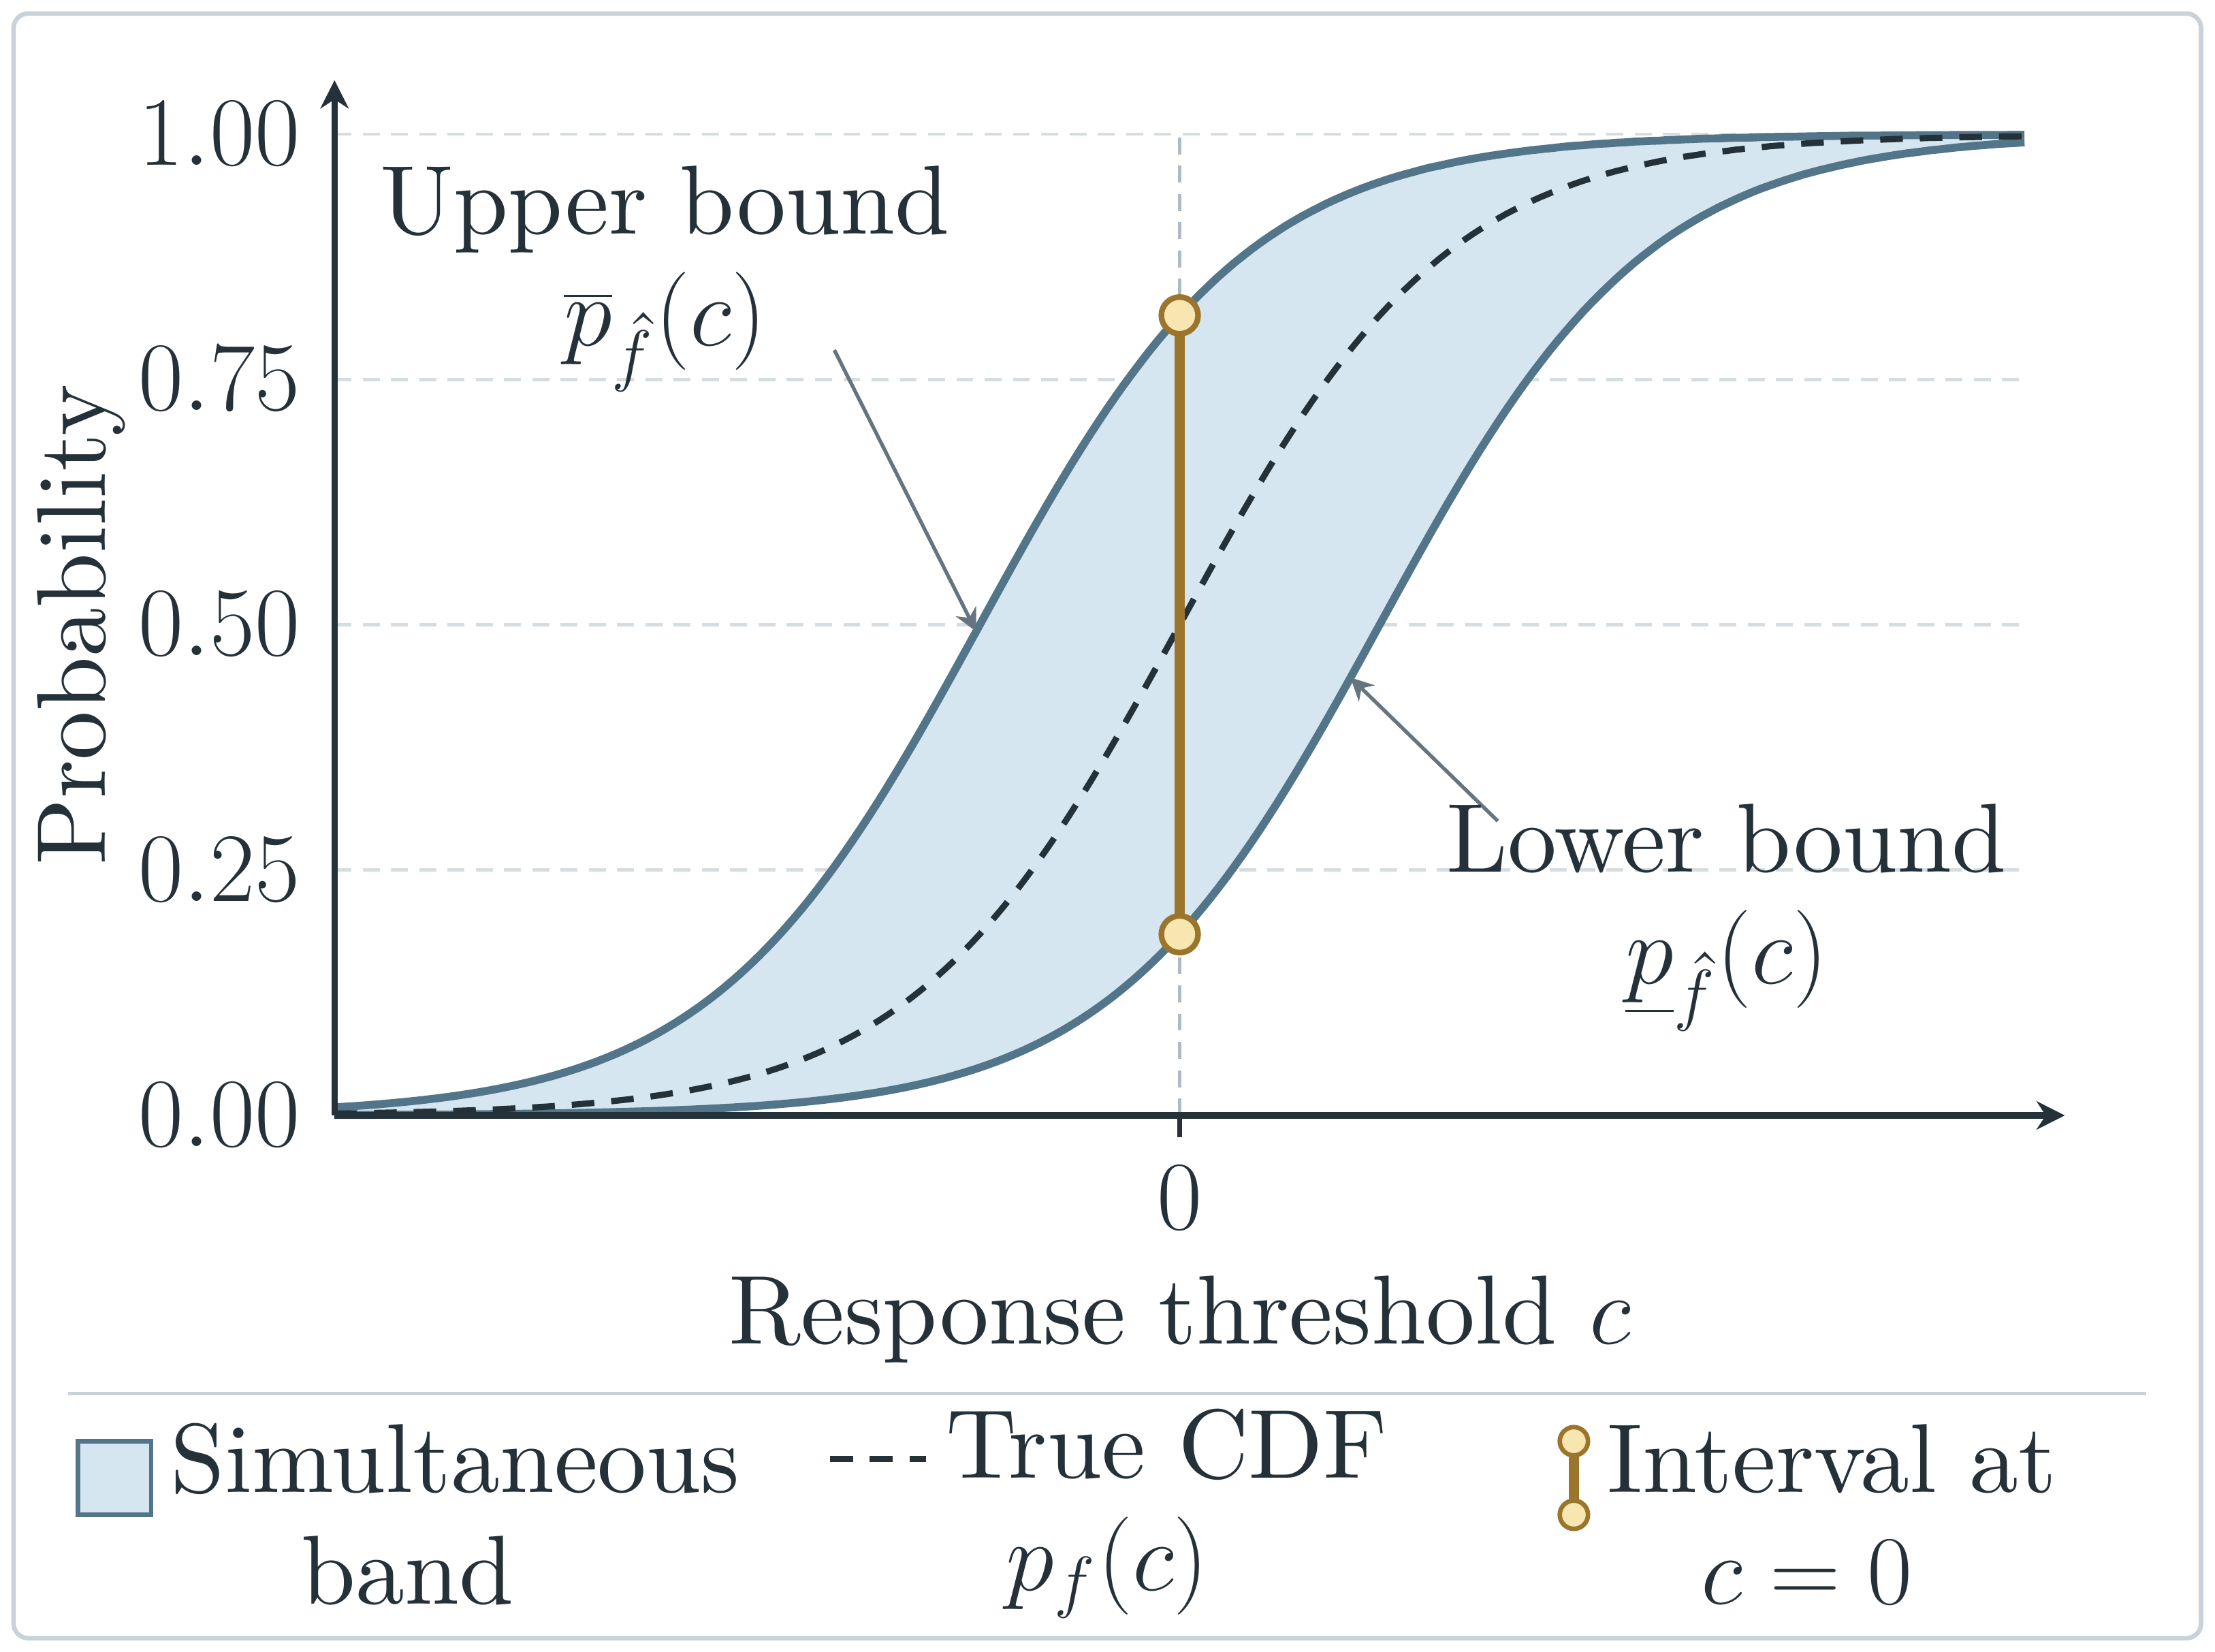 1.00
0.75
0.50
0.25
0.00
Probability
Upper bound
p̅_f̂(c)
Lower bound
p̲_f̂(c)
0
Response threshold c
Simultaneous
band
True CDF
p_f(c)
Interval at
c = 0